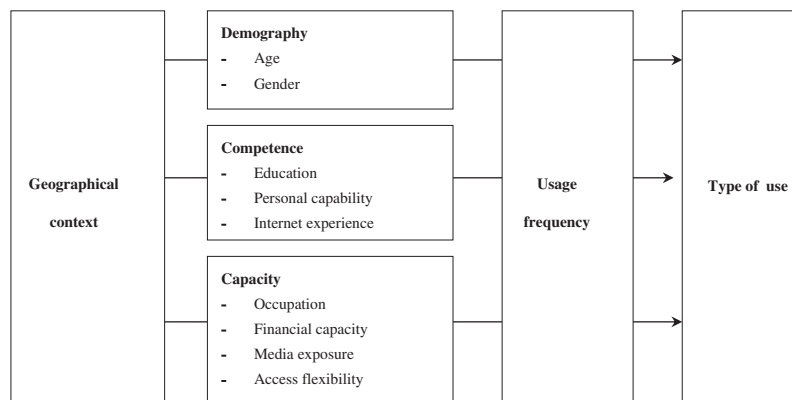 Geographical
context
Demography
- Age
- Gender
Competence
- Education
- Personal capability
- Internet experience
Capacity
- Occupation
- Financial capacity
- Media exposure
- Access flexibility
Usage
frequency
Type of use